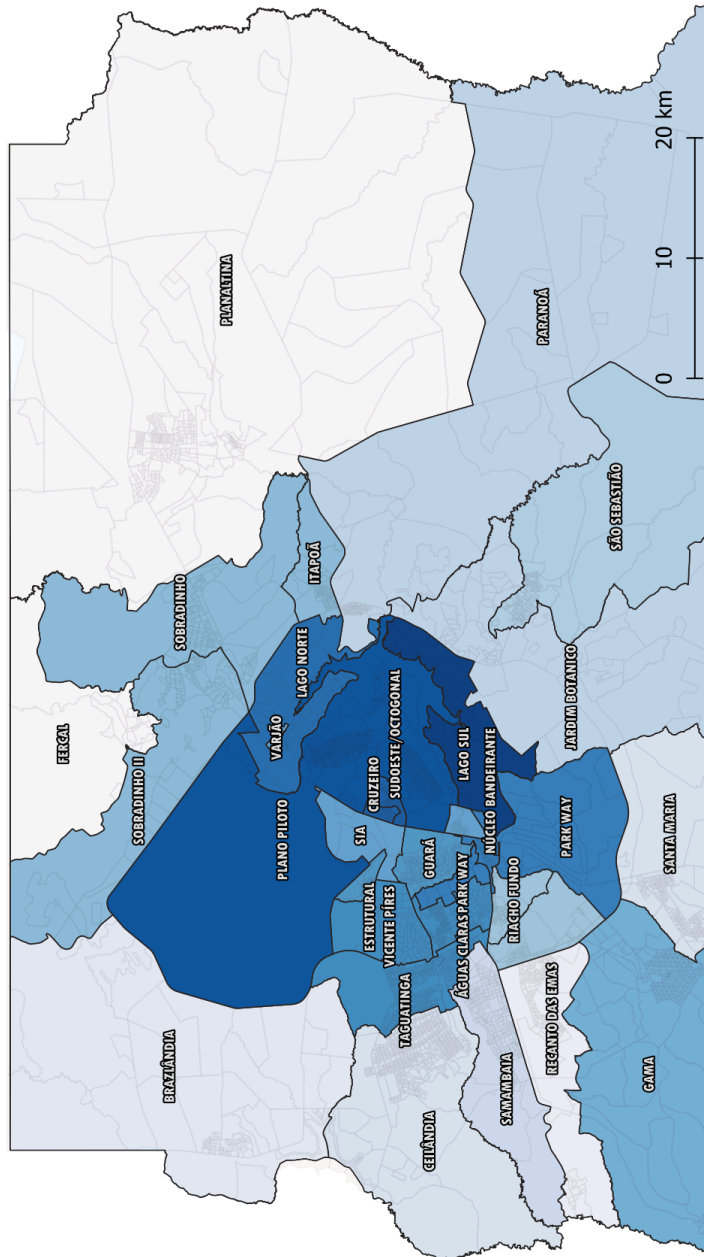 PLANALTINA
FERCAL
SOBRADINHO
SOBRADINHO II
BRAZLÂNDIA
PLANO PILOTO
VARJÃO
LAGO NORTE
ITAPOÃ
PARANOÁ
CRUZEIRO
SUDOESTE/OCTOGONAL
SIA
ESTRUTURAL
VICENTE PÍRES
GUARÁ
TAGUATINGA
CEILÂNDIA
ÁGUAS CLARAS
PARK WAY
LAGO SUL
NÚCLEO BANDEIRANTE
RIACHO FUNDO
SAMAMBAIA
RECANTO DAS EMAS
PARK WAY
JARDIM BOTÂNICO
SÃO SEBASTIÃO
GAMA
SANTA MARIA
0 10 20 km